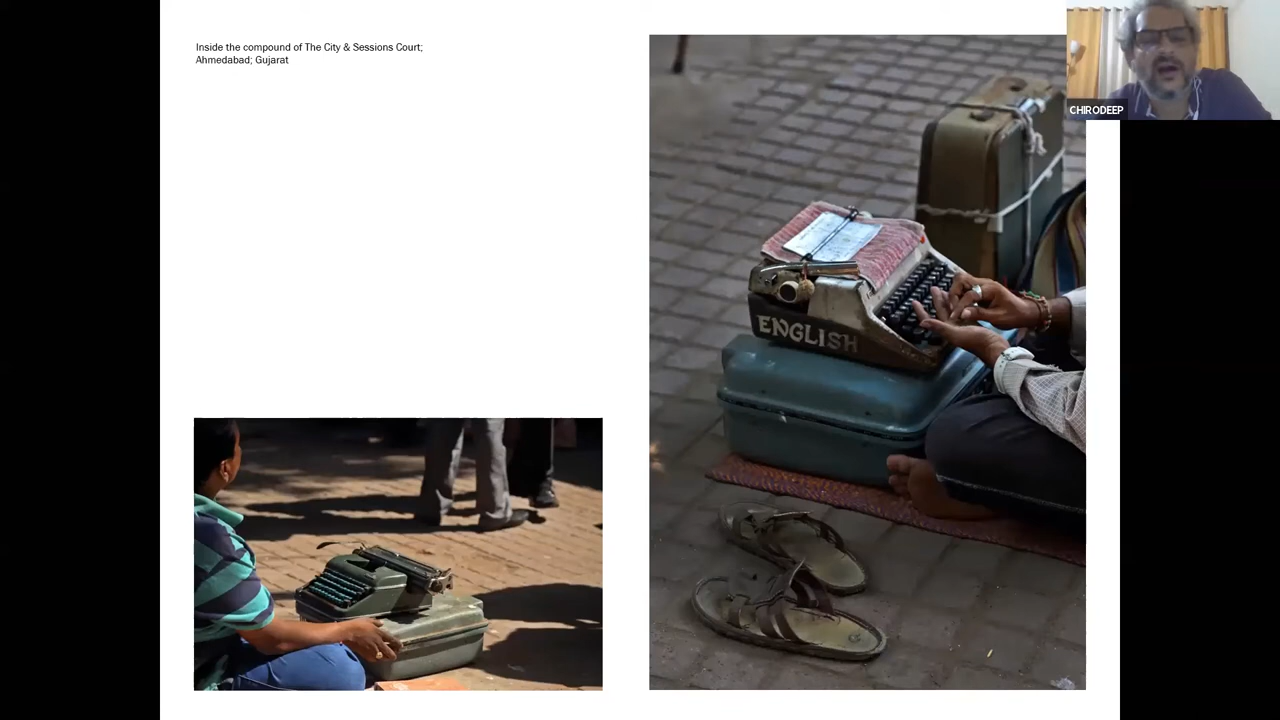 Inside the compound of The City & Sessions Court;
Ahmedabad; Gujarat
CHIRODEEP
ENGLISH